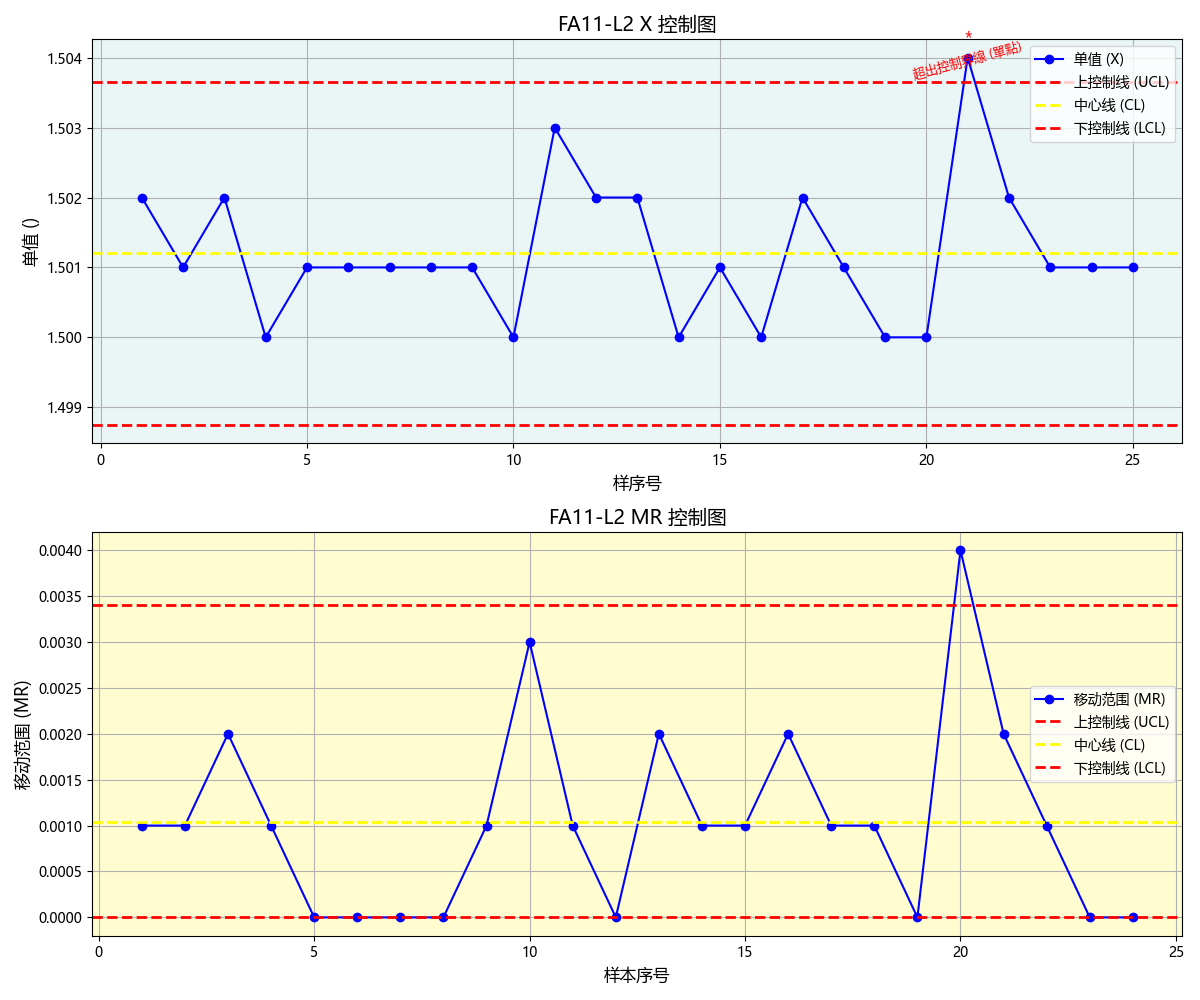 FA11-L2 X 控制图
*
超出控制界線 (單點)
单值 (X)
上控制线 (UCL)
中心线 (CL)
下控制线 (LCL)
单值 ()
1.504
1.503
1.502
1.501
1.500
1.499
0 5 10 15 20 25
样序号
FA11-L2 MR 控制图
移动范围 (MR)
0.0040
0.0035
0.0030
0.0025
0.0020
0.0015
0.0010
0.0005
0.0000
移动范围 (MR)
上控制线 (UCL)
中心线 (CL)
下控制线 (LCL)
0 5 10 15 20 25
样本序号